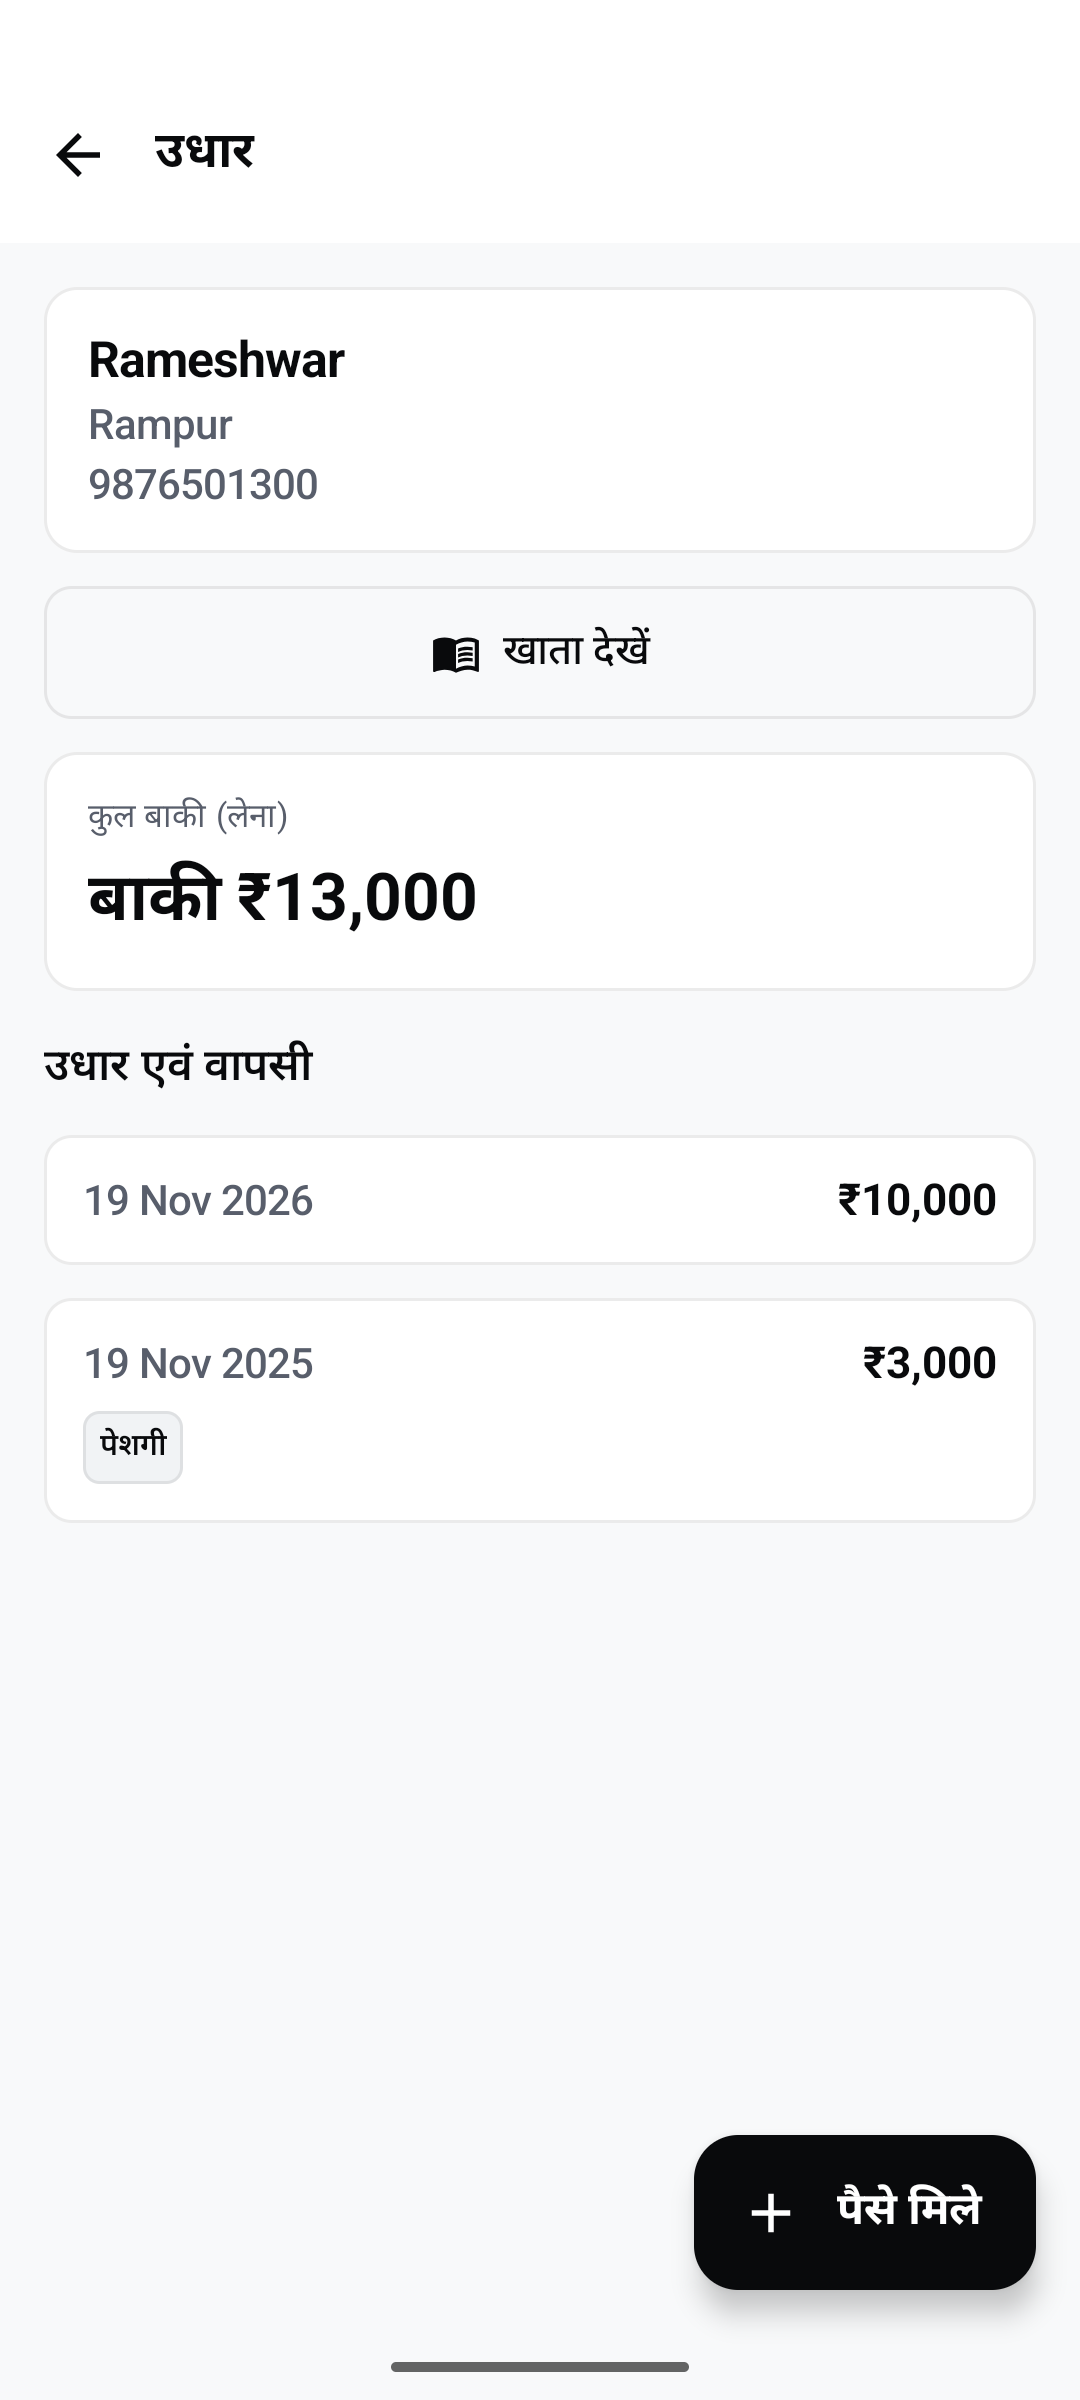 उधार
Rameshwar
Rampur
9876501300
खाता देखें
कुल बाकी (लेना)
बाकी ₹13,000
उधार एवं वापसी
19 Nov 2026 ₹10,000
19 Nov 2025 ₹3,000
पेशगी
+ पैसे मिले